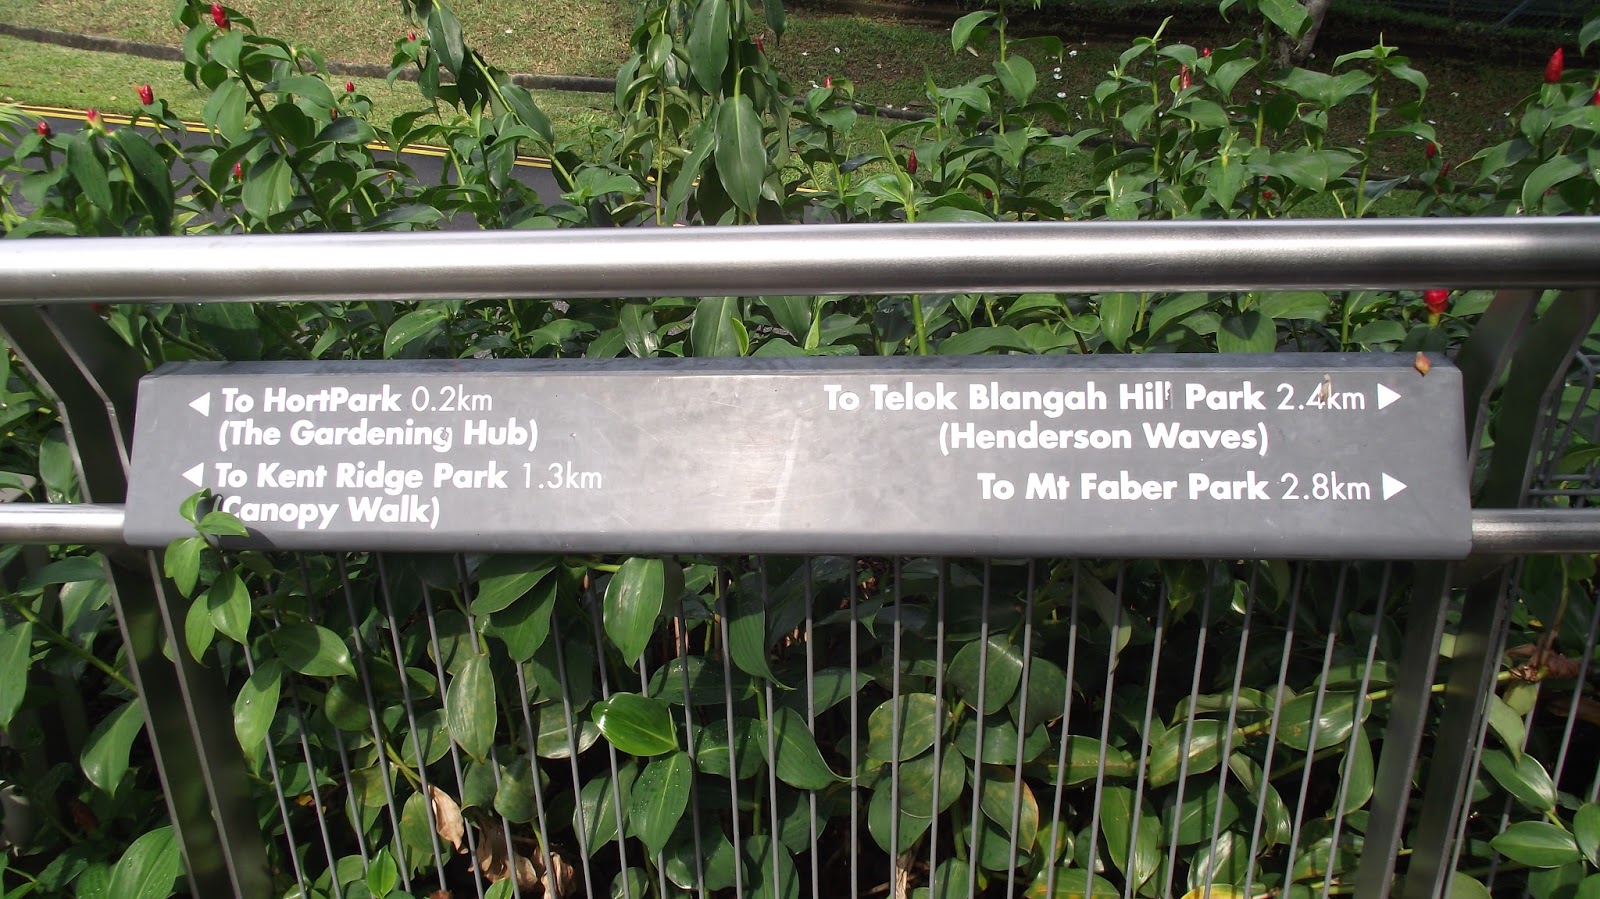 To HortPark 0.2km
(The Gardening Hub)
To Kent Ridge Park 1.3km
(Canopy Walk)
To Telok Blangah Hill Park 2.4km
(Henderson Waves)
To Mt Faber Park 2.8km